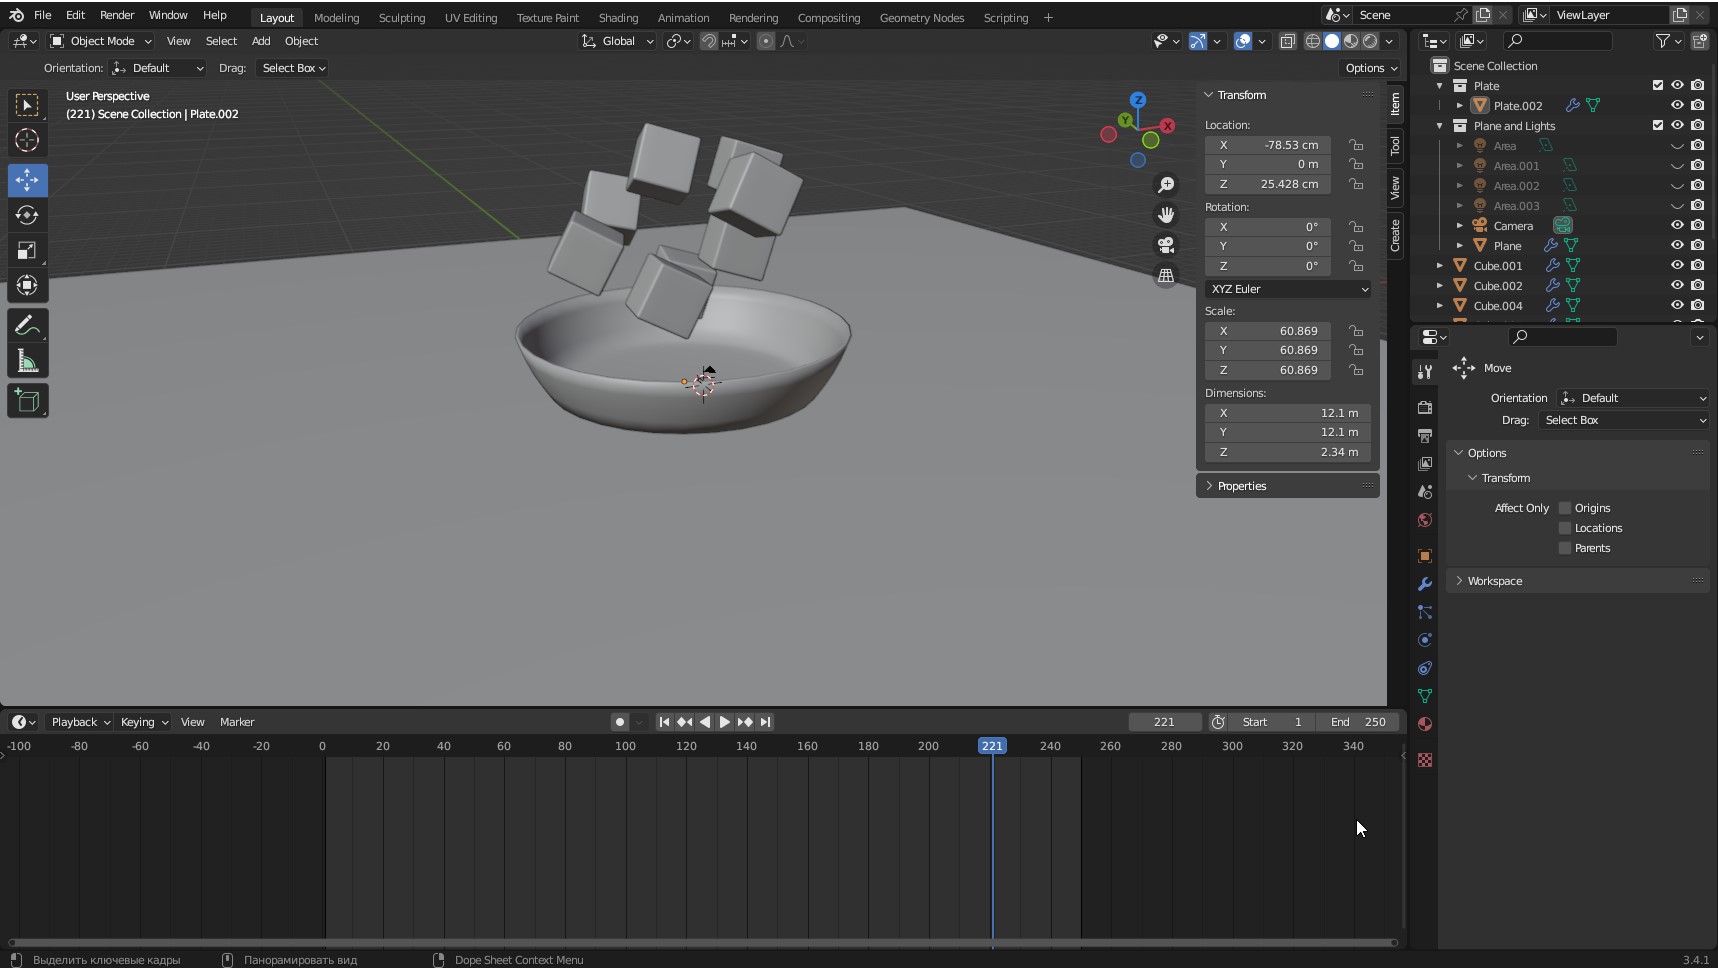 File Edit Render Window Help Layout Modeling Sculpting UV Editing Texture Paint Shading Animation Rendering Compositing Geometry Nodes Scripting + Scene ViewLayer
Object Mode View Select Add Object Global
Orientation: Default Drag: Select Box Options
User Perspective
(221) Scene Collection | Plate.002
Z
Y
X
Transform
Location:
X -78.53 cm
Y 0 m
Z 25.428 cm
Rotation:
X 0°
Y 0°
Z 0°
XYZ Euler
Scale:
X 60.869
Y 60.869
Z 60.869
Dimensions:
X 12.1 m
Y 12.1 m
Z 2.34 m
Properties
Item
Tool
View
Create
Scene Collection
Plate
Plate.002
Plane and Lights
Area
Area.001
Area.002
Area.003
Camera
Plane
Cube.001
Cube.002
Cube.004
Move
Orientation Default
Drag: Select Box
Options
Transform
Affect Only Origins
Locations
Parents
Workspace
Playback Keying View Marker 221 Start 1 End 250
-100 -80 -60 -40 -20 0 20 40 60 80 100 120 140 160 180 200 221 240 260 280 300 320 340
Выделить ключевые кадры Панорамировать вид Dope Sheet Context Menu 3.4.1